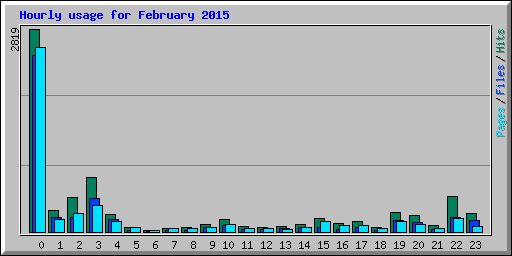 Hourly usage for February 2015
2819
Pages/Files/Hits
0 1 2 3 4 5 6 7 8 9 10 11 12 13 14 15 16 17 18 19 20 21 22 23